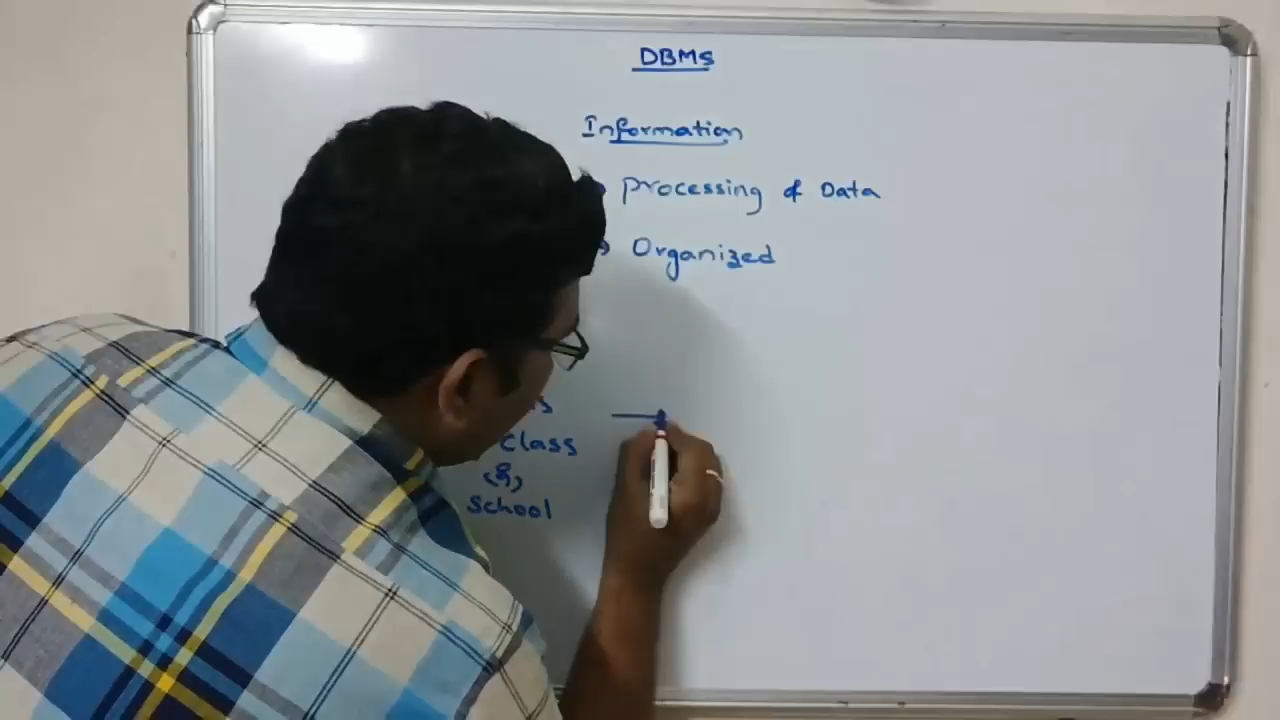 DBMS
Information
Processing of Data
Organized
Class
School